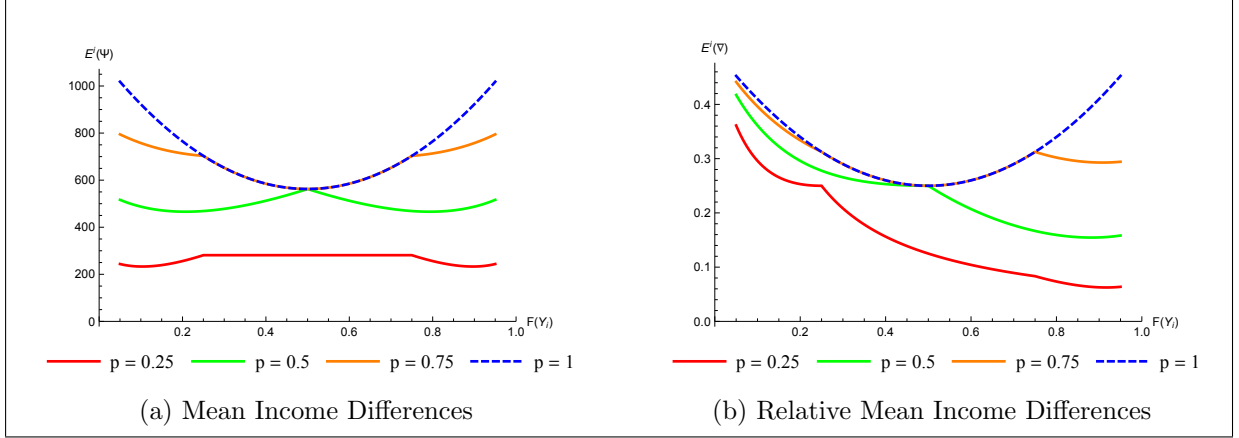 E^i(Ψ)
1000
800
600
400
200
0
0.2 0.4 0.6 0.8 1.0
F(Y_i)
p = 0.25 p = 0.5 p = 0.75 p = 1
(a) Mean Income Differences
E^i(∇)
0.4
0.3
0.2
0.1
0.0
0.2 0.4 0.6 0.8 1.0
F(Y_i)
p = 0.25 p = 0.5 p = 0.75 p = 1
(b) Relative Mean Income Differences